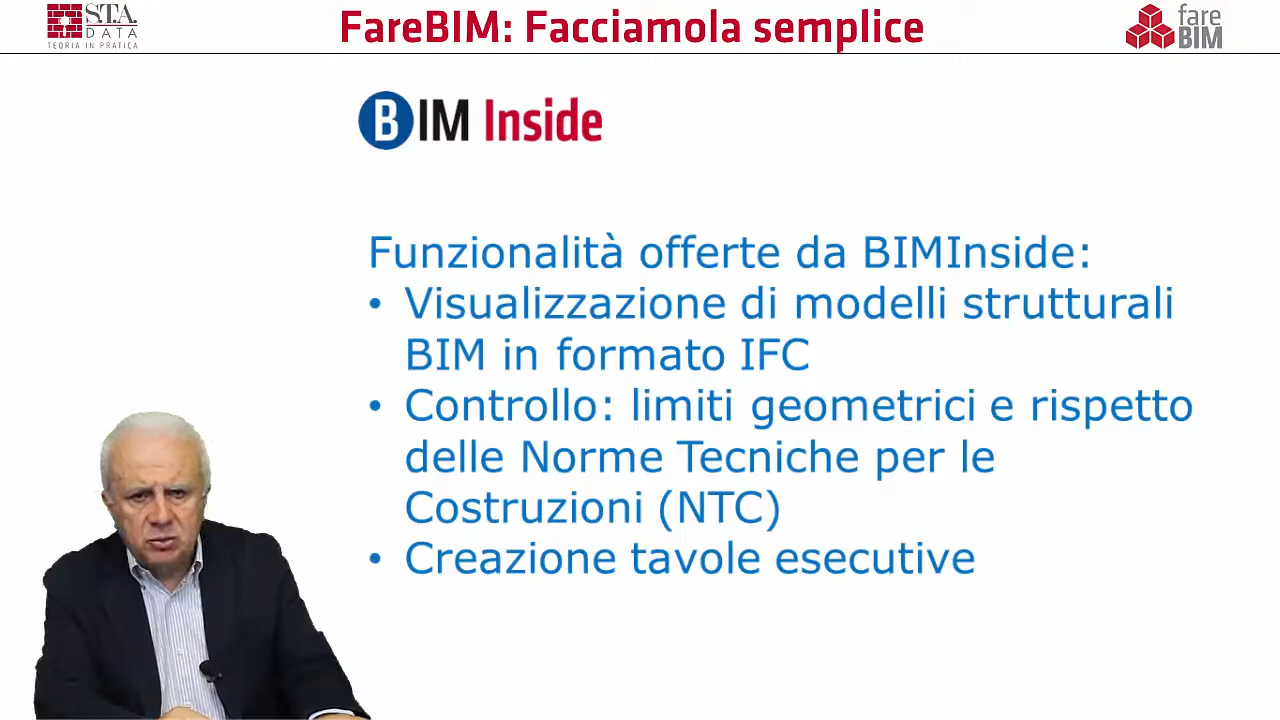 S.T.A.
DATA
TEORIA IN PRATICA
FareBIM: Facciamola semplice
fare
BIM
BIM Inside
Funzionalità offerte da BIMInside:
• Visualizzazione di modelli strutturali
BIM in formato IFC
• Controllo: limiti geometrici e rispetto
delle Norme Tecniche per le
Costruzioni (NTC)
• Creazione tavole esecutive